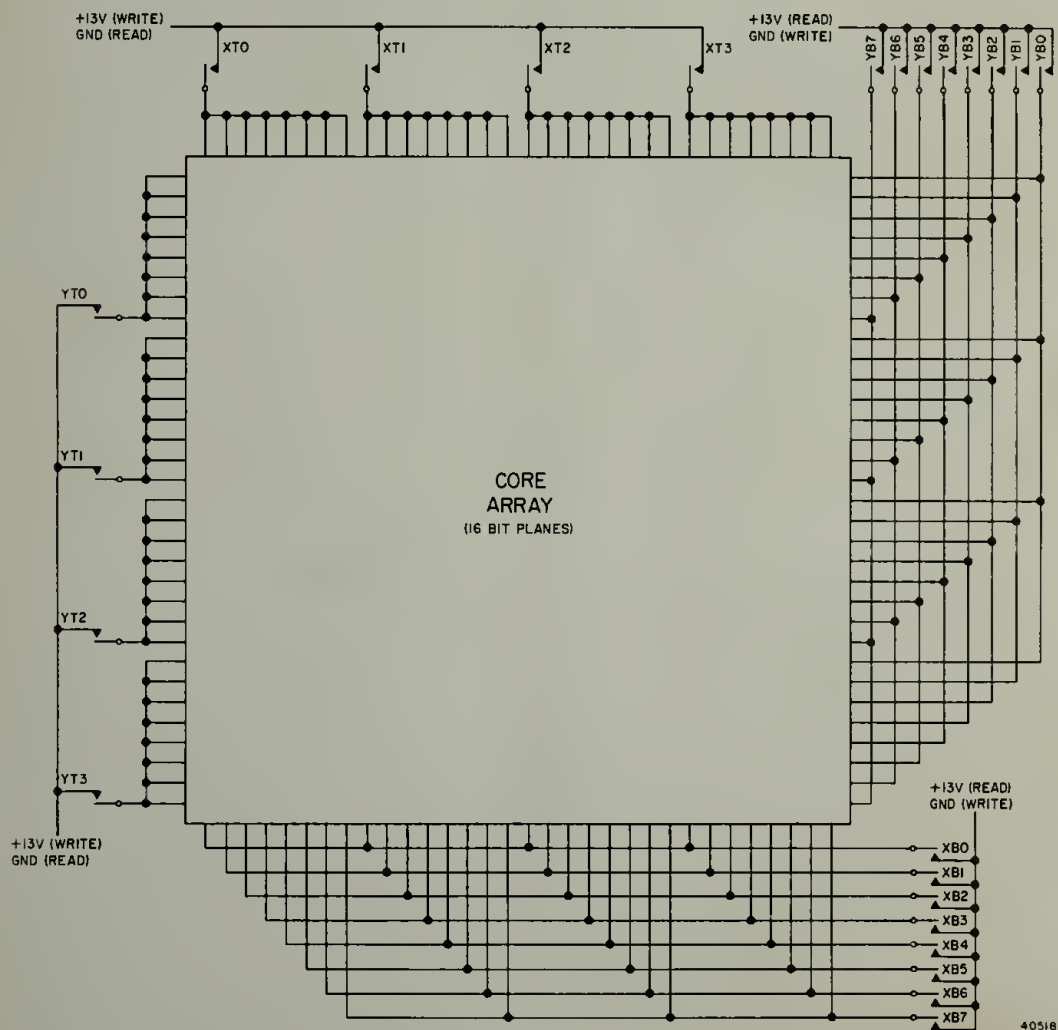 +13V (WRITE)
GND (READ)
XT0
XT1
XT2
XT3
+13V (READ)
GND (WRITE)
YB7
YB6
YB5
YB4
YB3
YB2
YB1
YB0
YT0
YT1
CORE
ARRAY
(16 BIT PLANES)
YT2
YT3
+13V (WRITE)
GND (READ)
+13V (READ)
GND (WRITE)
XB0
XB1
XB2
XB3
XB4
XB5
XB6
XB7
40518